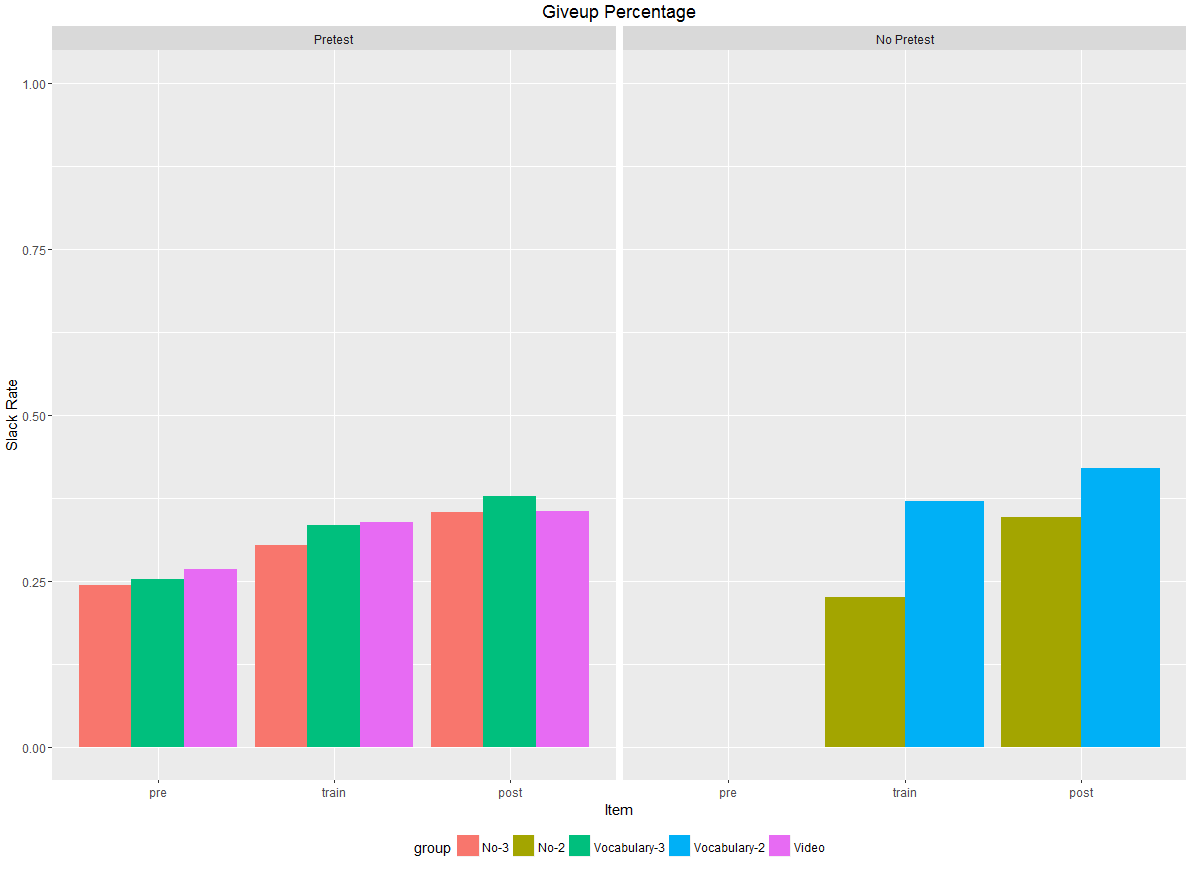 Giveup Percentage
Pretest
No Pretest
1.00
0.75
0.50
0.25
0.00
Slack Rate
pre train post
pre train post
Item
group No-3 No-2 Vocabulary-3 Vocabulary-2 Video